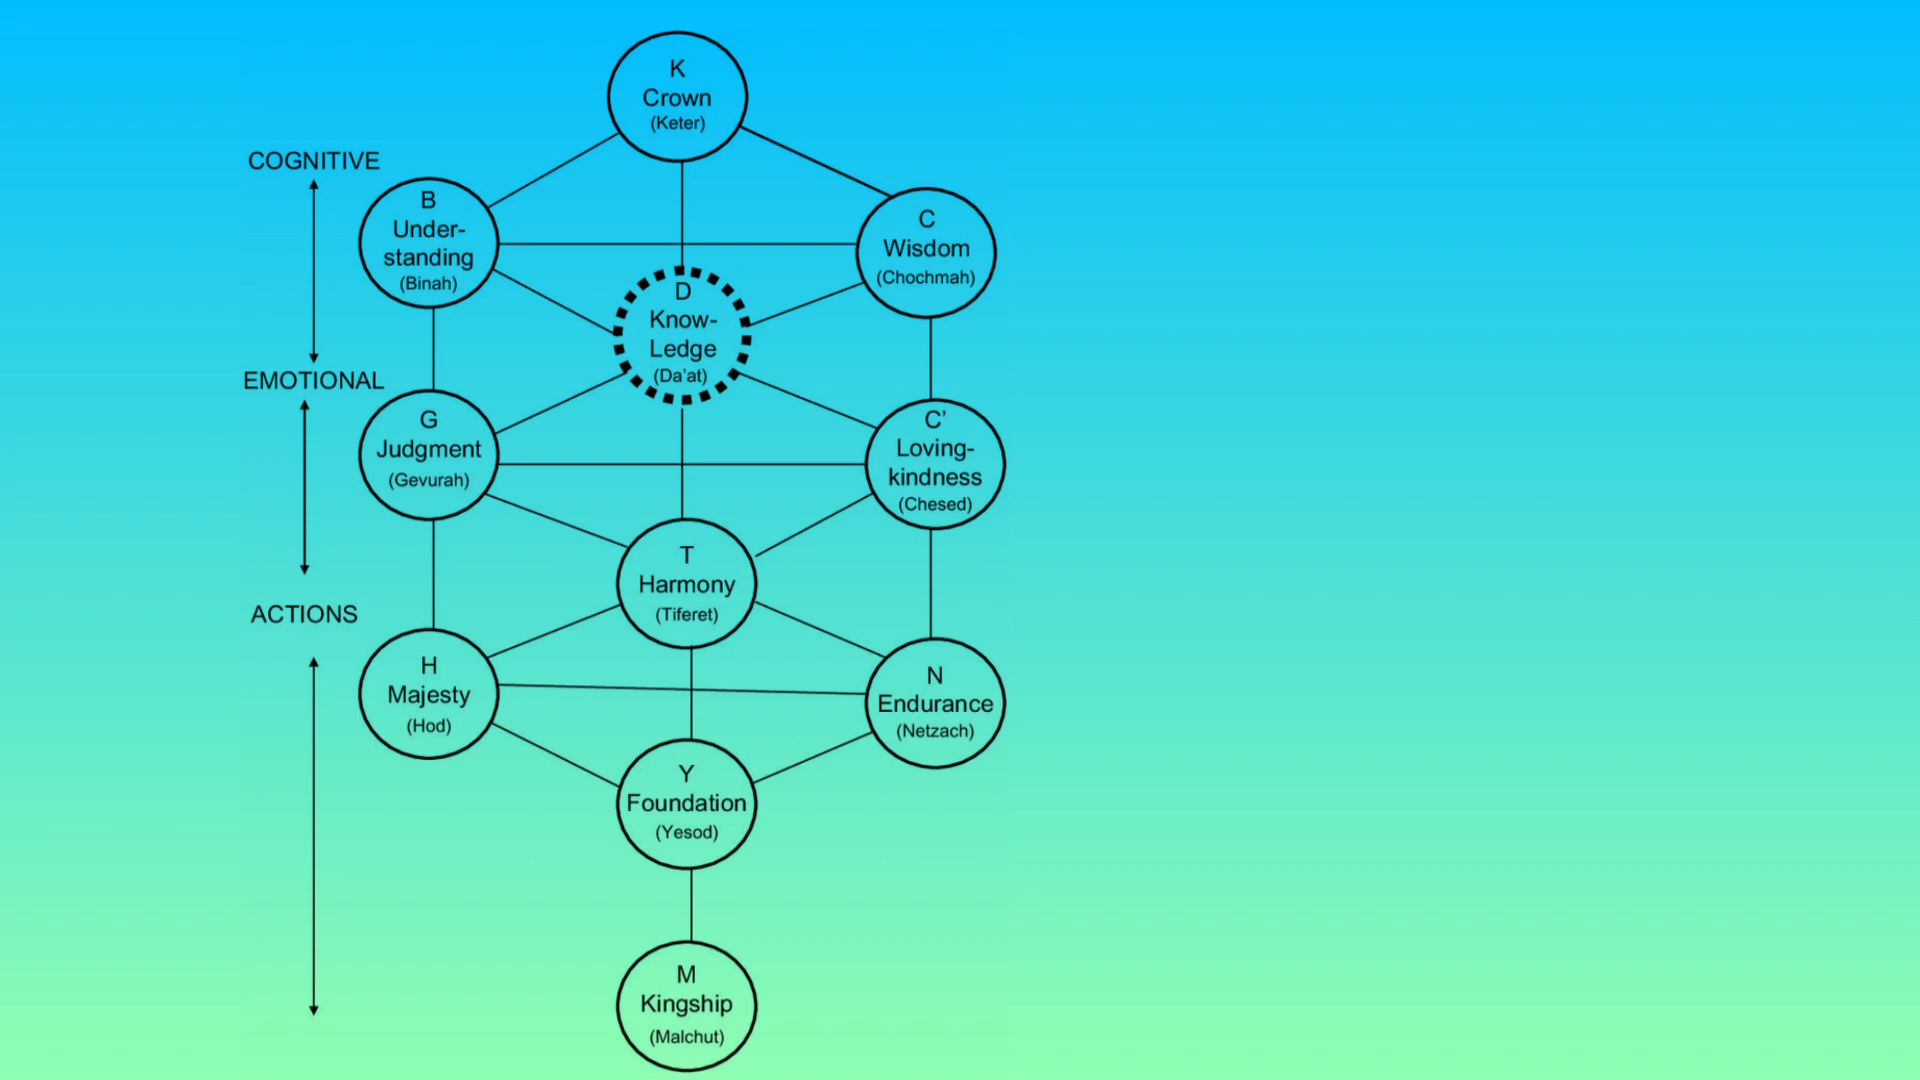 K
Crown
(Keter)
COGNITIVE
B
Under-
standing
(Binah)
C
Wisdom
(Chochmah)
D
Know-
Ledge
(Da'at)
EMOTIONAL
G
Judgment
(Gevurah)
C’
Loving-
kindness
(Chesed)
T
Harmony
(Tiferet)
ACTIONS
H
Majesty
(Hod)
N
Endurance
(Netzach)
Y
Foundation
(Yesod)
M
Kingship
(Malchut)